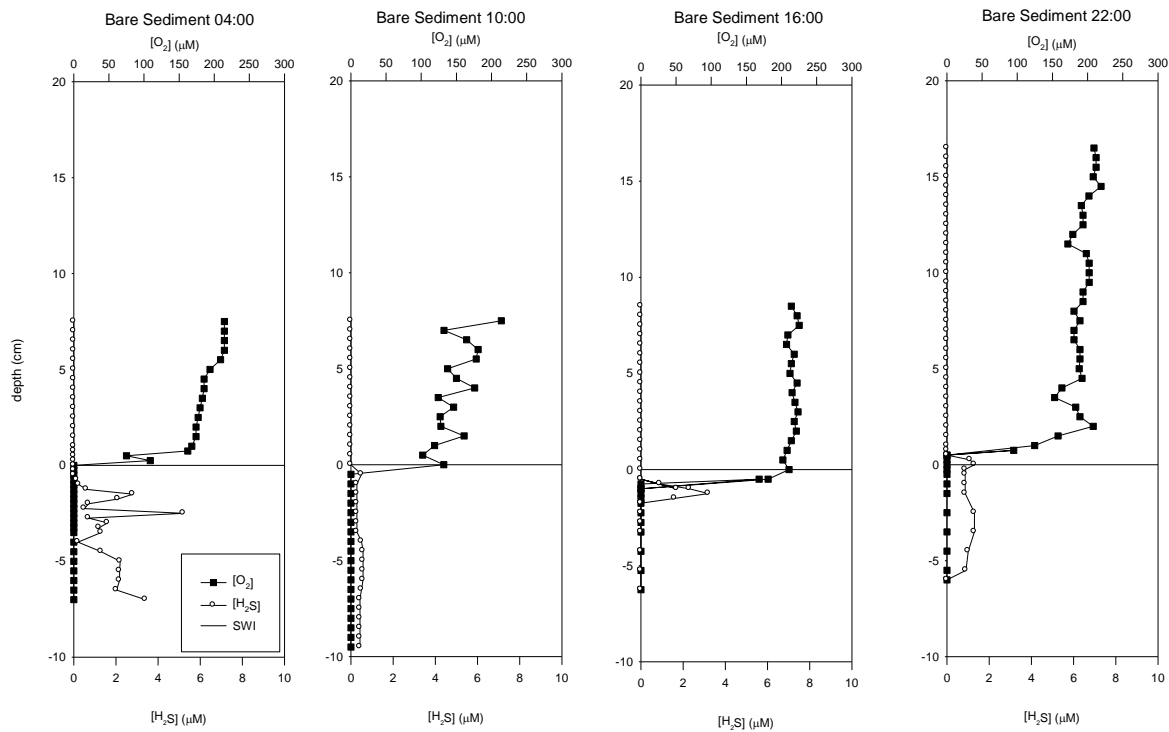 Bare Sediment 04:00
[O₂] (µM)
0 50 100 150 200 250 300
20
15
10
5
0
-5
-10
depth (cm)
[O₂]
[H₂S]
SWI
0 2 4 6 8 10
[H₂S] (µM)
Bare Sediment 10:00
[O₂] (µM)
0 50 100 150 200 250 300
20
15
10
5
0
-5
-10
0 2 4 6 8 10
[H₂S] (µM)
Bare Sediment 16:00
[O₂] (µM)
0 50 100 150 200 250 300
20
15
10
5
0
-5
-10
0 2 4 6 8 10
[H₂S] (µM)
Bare Sediment 22:00
[O₂] (µM)
0 50 100 150 200 250 300
20
15
10
5
0
-5
-10
0 2 4 6 8 10
[H₂S] (µM)